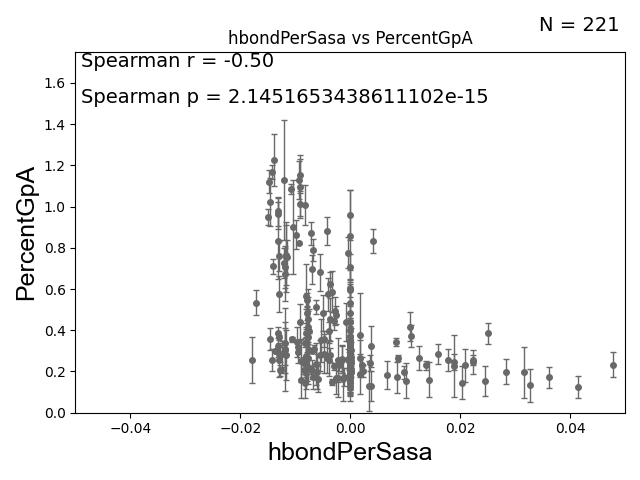 N = 221
hbondPerSasa vs PercentGpA
Spearman r = -0.50
Spearman p = 2.1451653438611102e-15
PercentGpA
1.6
1.4
1.2
1.0
0.8
0.6
0.4
0.2
0.0
−0.04 −0.02 0.00 0.02 0.04
hbondPerSasa